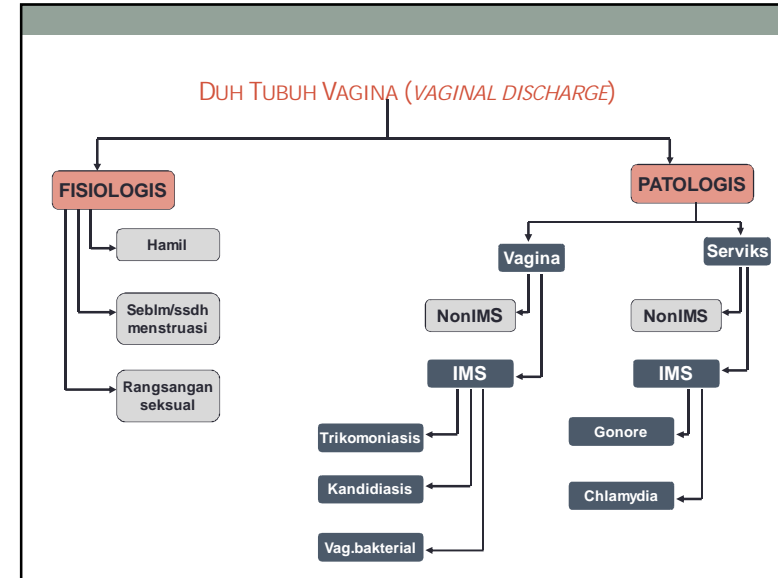 DUH TUBUH VAGINA (VAGINAL DISCHARGE)
FISIOLOGIS
Hamil
Seblm/ssdh
menstruasi
Rangsangan
seksual
PATOLOGIS
Vagina
NonIMS
IMS
Trikomoniasis
Kandidiasis
Vag.bakterial
Serviks
NonIMS
IMS
Gonore
Chlamydia